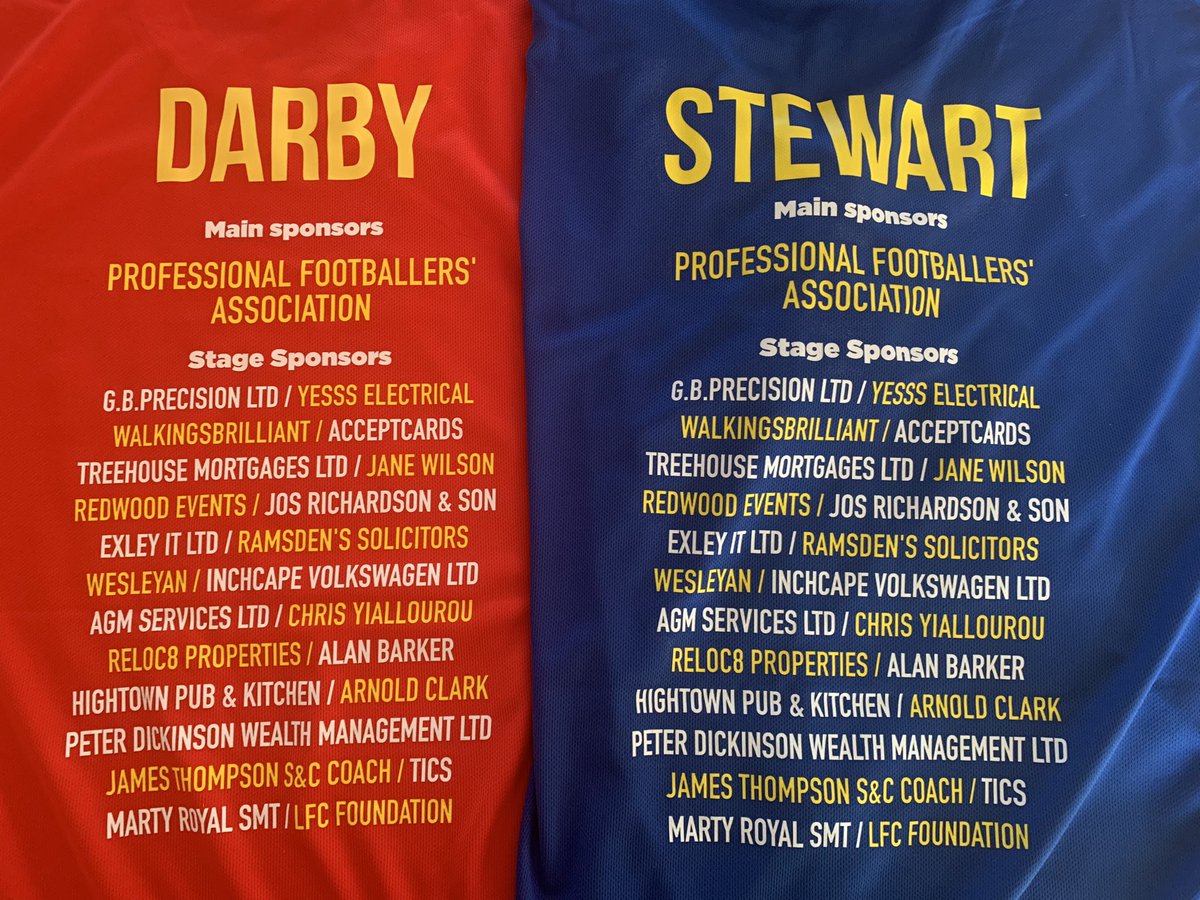 DARBY
Main sponsors
PROFESSIONAL FOOTBALLERS'
ASSOCIATION
Stage Sponsors
G.B.PRECISION LTD / YESSS ELECTRICAL
WALKINGSBRILLIANT / ACCEPTCARDS
TREEHOUSE MORTGAGES LTD / JANE WILSON
REDWOOD EVENTS / JOS RICHARDSON & SON
EXLEY IT LTD / RAMSDEN'S SOLICITORS
WESLEYAN / INCHCAPE VOLKSWAGEN LTD
AGM SERVICES LTD / CHRIS YIALLOUROU
RELOC8 PROPERTIES / ALAN BARKER
HIGHTOWN PUB & KITCHEN / ARNOLD CLARK
PETER DICKINSON WEALTH MANAGEMENT LTD
JAMES THOMPSON S&C COACH / TICS
MARTY ROYAL SMT / LFC FOUNDATION
STEWART
Main sponsors
PROFESSIONAL FOOTBALLERS'
ASSOCIATION
Stage Sponsors
G.B.PRECISION LTD / YESSS ELECTRICAL
WALKINGSBRILLIANT / ACCEPTCARDS
TREEHOUSE MORTGAGES LTD / JANE WILSON
REDWOOD EVENTS / JOS RICHARDSON & SON
EXLEY IT LTD / RAMSDEN'S SOLICITORS
WESLEYAN / INCHCAPE VOLKSWAGEN LTD
AGM SERVICES LTD / CHRIS YIALLOUROU
RELOC8 PROPERTIES / ALAN BARKER
HIGHTOWN PUB & KITCHEN / ARNOLD CLARK
PETER DICKINSON WEALTH MANAGEMENT LTD
JAMES THOMPSON S&C COACH / TICS
MARTY ROYAL SMT / LFC FOUNDATION